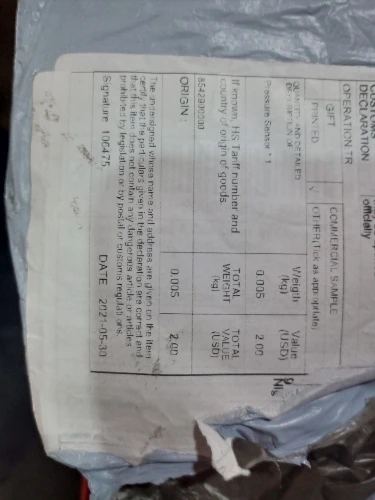 CUSTOMS
DECLARATION
officially
OPERATION TR
GIFT
COMMERCIAL SAMPLE
PRINTED
√ OTHER(Tick as appropriate)
QUANTITY AND DETAILED
DESCRIPTION OF
Weigth
(kg)
Value
(USD)
Pressure Sensor * 1
0.005
2.00
If known, HS Tariff number and
country of origin of goods
TOTAL
WEIGHT
(kg)
TOTAL
VALUE
(USD)
8542900000
ORIGIN :
0.005
2.00
The undersigned whose name and address are given on the item
certify that the particulars given in the declaration are correct and
that this item does not contain any dangerous article or articles
prohibited by legislation or by postal or customs regulations.
Signature 106475
DATE 2021-05-30